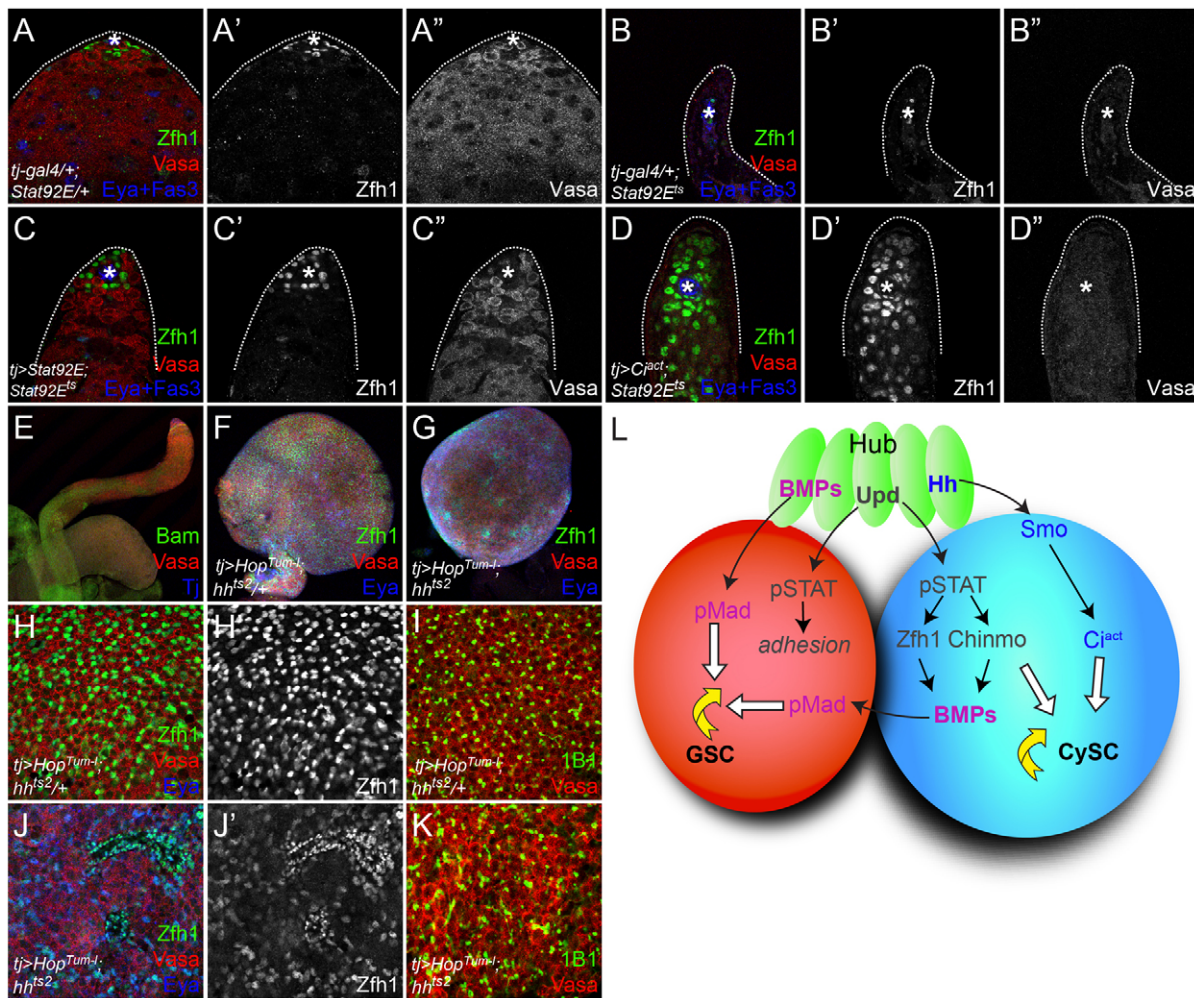 A
*
Zfh1
Vasa
tj-gal4/+;
Stat92E/+
Eya+Fas3
A'
*
Zfh1
A"
*
Vasa
B
*
Zfh1
Vasa
tj-gal4/+;
Stat92E^ts
Eya+Fas3
B'
*
Zfh1
B"
*
Vasa
C
*
Zfh1
Vasa
tj>Stat92E;
Stat92E^ts
Eya+Fas3
C'
*
Zfh1
C"
*
Vasa
D
*
Zfh1
Vasa
tj>Ci^act;
Stat92E^ts
Eya+Fas3
D'
*
Zfh1
D"
*
Vasa
E
Bam
Vasa
Tj
F
Zfh1
Vasa
Eya
tj>Hop^Tum-l;
hh^ts2/+
G
Zfh1
Vasa
Eya
tj>Hop^Tum-l;
hh^ts2
H
Zfh1
Vasa
Eya
tj>Hop^Tum-l;
hh^ts2/+
H'
Zfh1
I
1B1
Vasa
tj>Hop^Tum-l;
hh^ts2/+
J
Zfh1
Vasa
Eya
tj>Hop^Tum-l;
hh^ts2
J'
Zfh1
K
1B1
Vasa
tj>Hop^Tum-l;
hh^ts2
L
Hub
BMPs
Upd
Hh
Smo
pSTAT
pSTAT
pMad
adhesion
Zfh1 Chinmo
Ci^act
pMad
BMPs
GSC
CySC